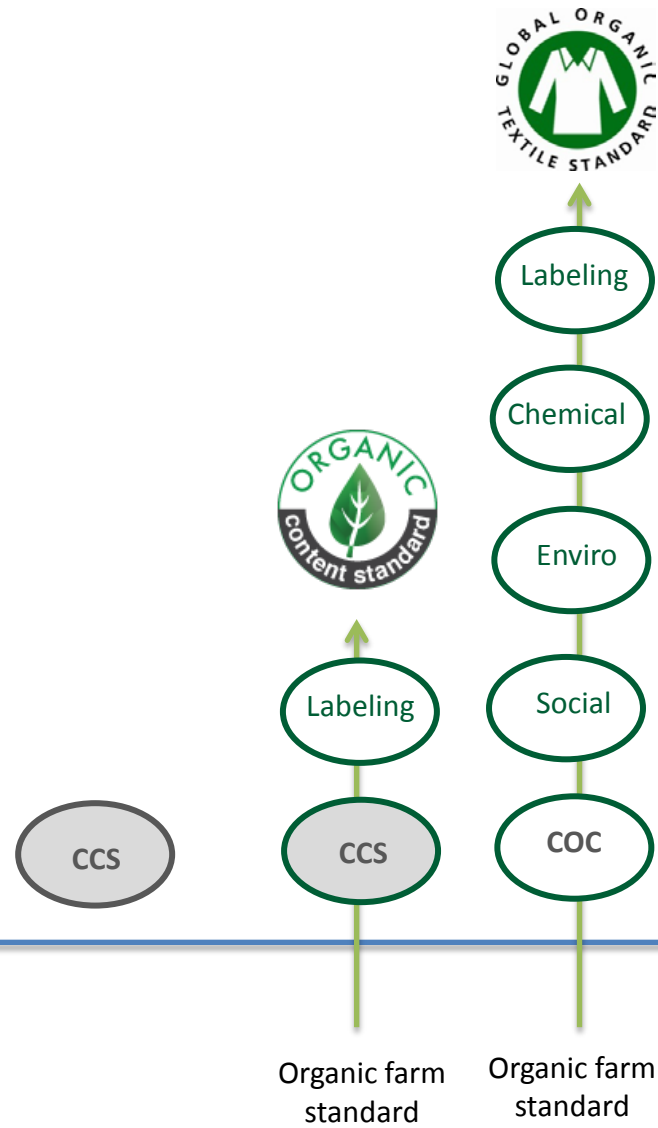 GLOBAL ORGANIC
TEXTILE STANDARD
Labeling
Chemical
ORGANIC
content standard
Enviro
Labeling
Social
CCS
CCS
COC
Organic farm
standard
Organic farm
standard